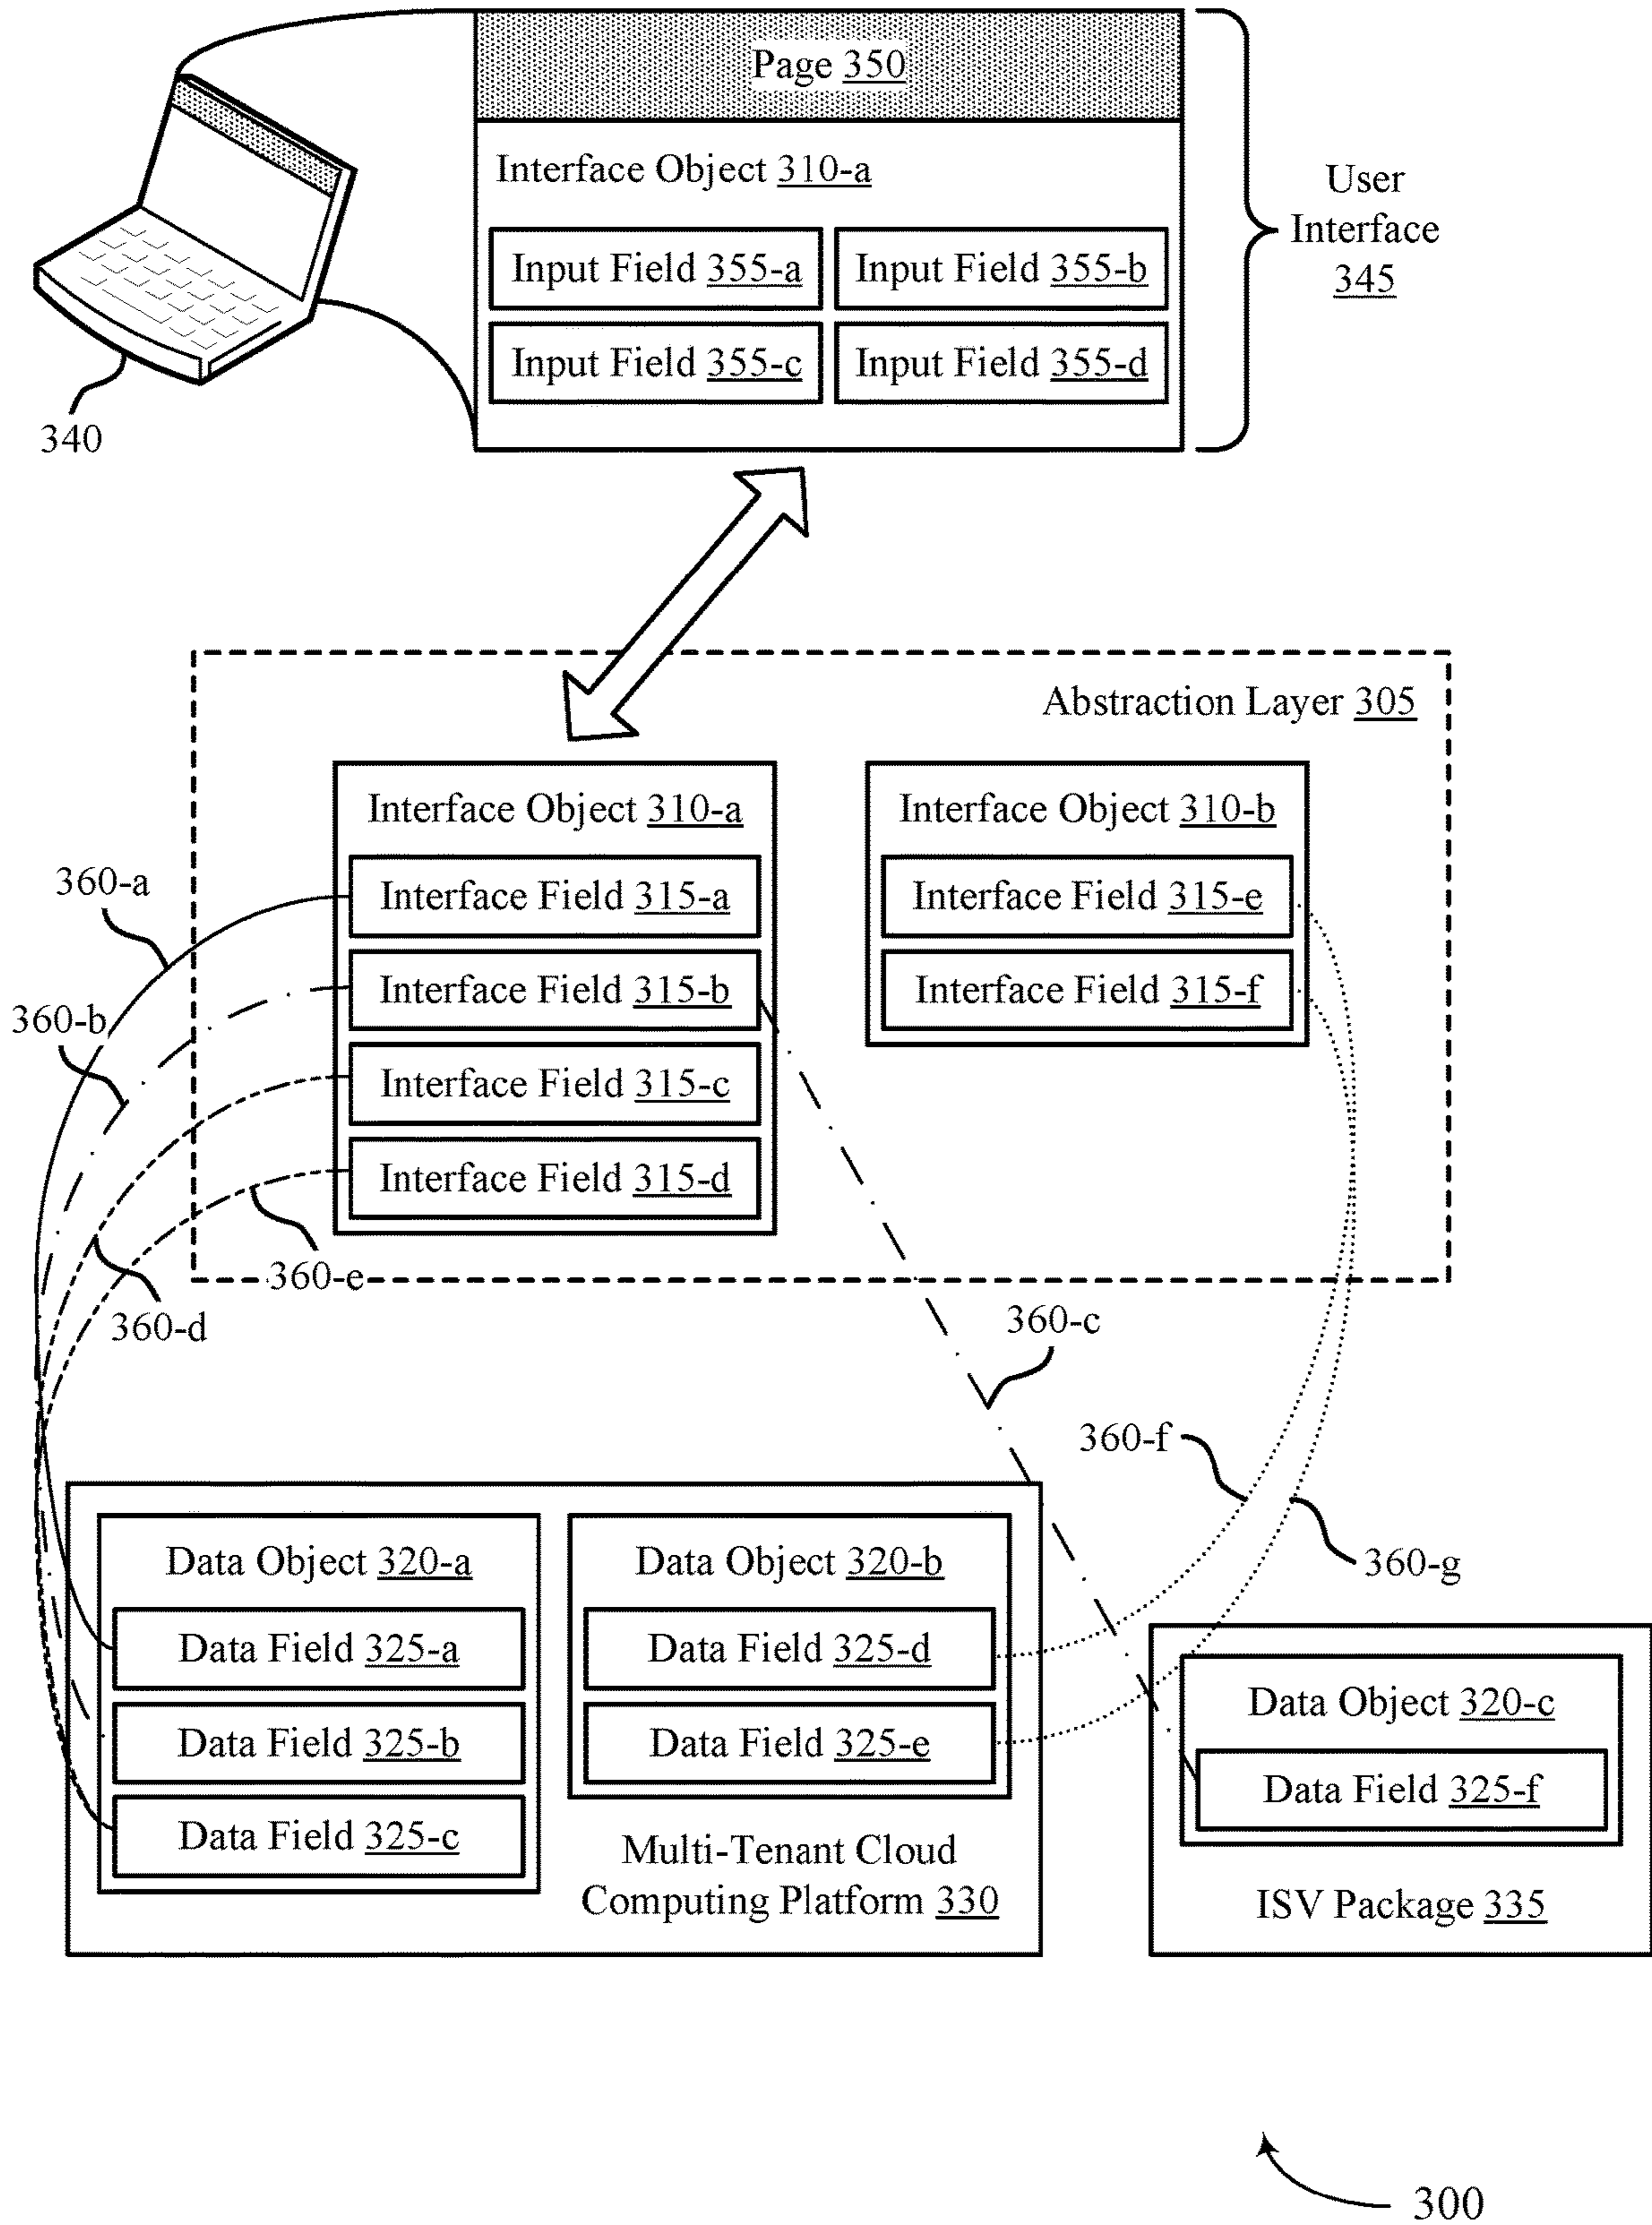 Page 350
Interface Object 310-a
User
Interface
345
Input Field 355-a
Input Field 355-b
Input Field 355-c
Input Field 355-d
340
Abstraction Layer 305
Interface Object 310-a
Interface Object 310-b
360-a
Interface Field 315-a
Interface Field 315-e
360-b
Interface Field 315-b
Interface Field 315-f
Interface Field 315-c
Interface Field 315-d
360-e
360-d
360-c
360-f
360-g
Data Object 320-a
Data Object 320-b
Data Field 325-a
Data Field 325-d
Data Object 320-c
Data Field 325-b
Data Field 325-e
Data Field 325-f
Data Field 325-c
Multi-Tenant Cloud
Computing Platform 330
ISV Package 335
300